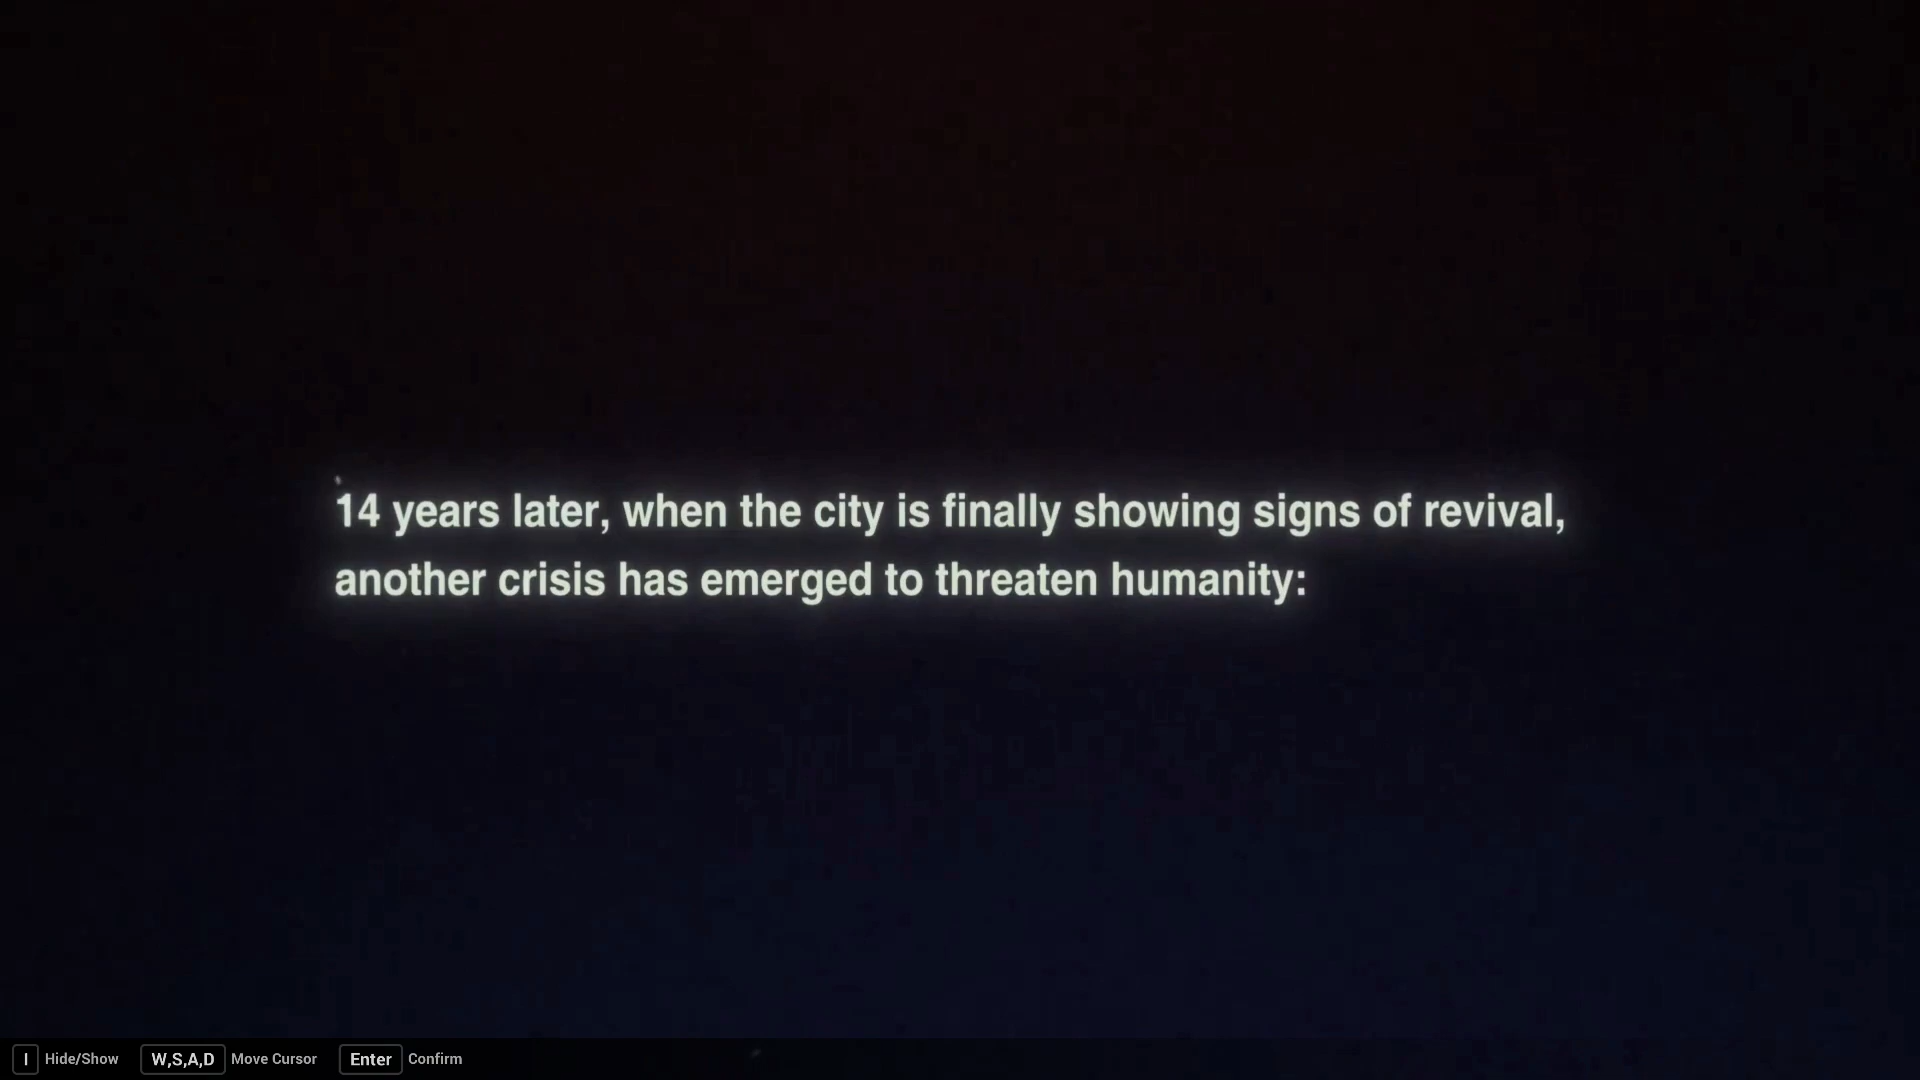 14 years later, when the city is finally showing signs of revival,
another crisis has emerged to threaten humanity:
I Hide/Show W,S,A,D Move Cursor Enter Confirm